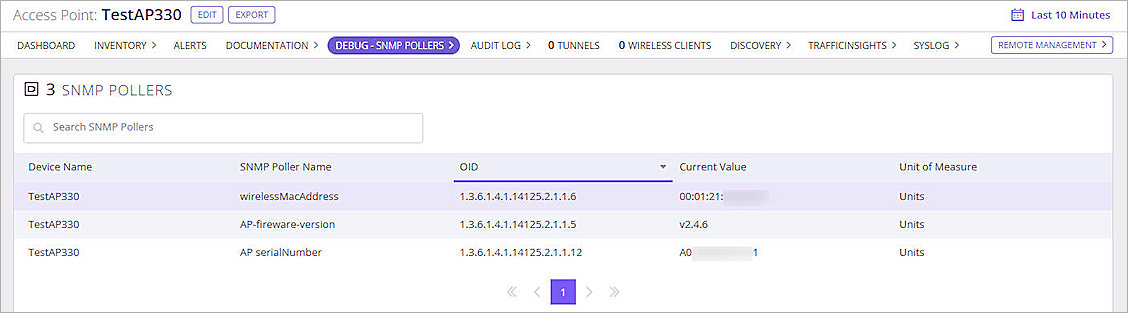 Access Point: TestAP330 EDIT EXPORT Last 10 Minutes
DASHBOARD INVENTORY ALERTS DOCUMENTATION DEBUG - SNMP POLLERS AUDIT LOG 0 TUNNELS 0 WIRELESS CLIENTS DISCOVERY TRAFFICINSIGHTS SYSLOG REMOTE MANAGEMENT
3 SNMP POLLERS
Search SNMP Pollers
Device Name SNMP Poller Name OID Current Value Unit of Measure
TestAP330 wirelessMacAddress 1.3.6.1.4.1.14125.2.1.1.6 00:01:21: Units
TestAP330 AP-fireware-version 1.3.6.1.4.1.14125.2.1.1.5 v2.4.6 Units
TestAP330 AP serialNumber 1.3.6.1.4.1.14125.2.1.1.12 A0 1 Units
1